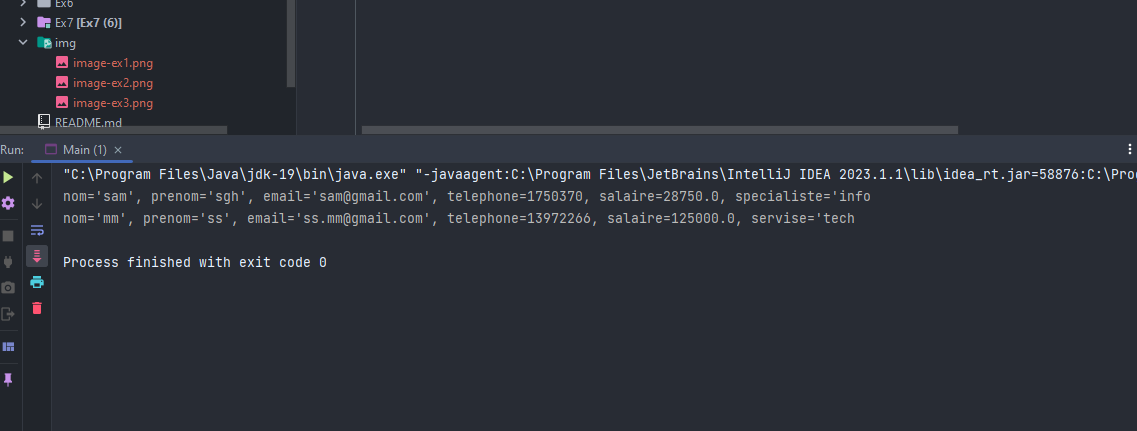 Ex6
Ex7 [Ex7 (6)]
img
image-ex1.png
image-ex2.png
image-ex3.png
README.md
Run: Main (1) ×
"C:\Program Files\Java\jdk-19\bin\java.exe" "-javaagent:C:\Program Files\JetBrains\IntelliJ IDEA 2023.1.1\lib\idea_rt.jar=58876:C:\Proc
nom='sam', prenom='sgh', email='sam@gmail.com', telephone=1750370, salaire=28750.0, specialiste='info
nom='mm', prenom='ss', email='ss.mm@gmail.com', telephone=13972266, salaire=125000.0, servise='tech
Process finished with exit code 0